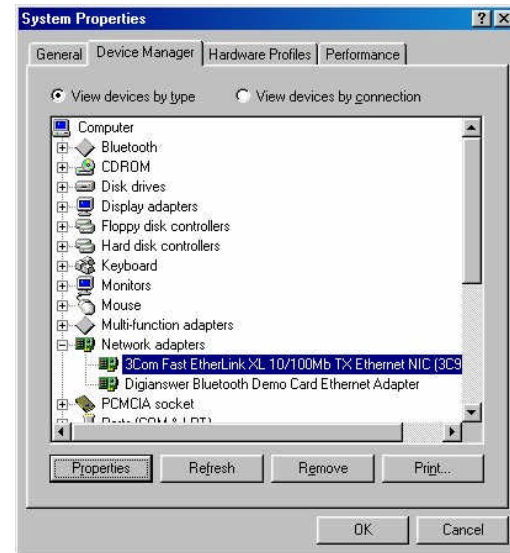 System Properties
General Device Manager Hardware Profiles Performance
View devices by type View devices by connection
Computer
Bluetooth
CDROM
Disk drives
Display adapters
Floppy disk controllers
Hard disk controllers
Keyboard
Monitors
Mouse
Multi-function adapters
Network adapters
3Com Fast EtherLink XL 10/100Mb TX Ethernet NIC (3C9
Digianswer Bluetooth Demo Card Ethernet Adapter
PCMCIA socket
Ports (COM & LPT)
Properties Refresh Remove Print...
OK Cancel